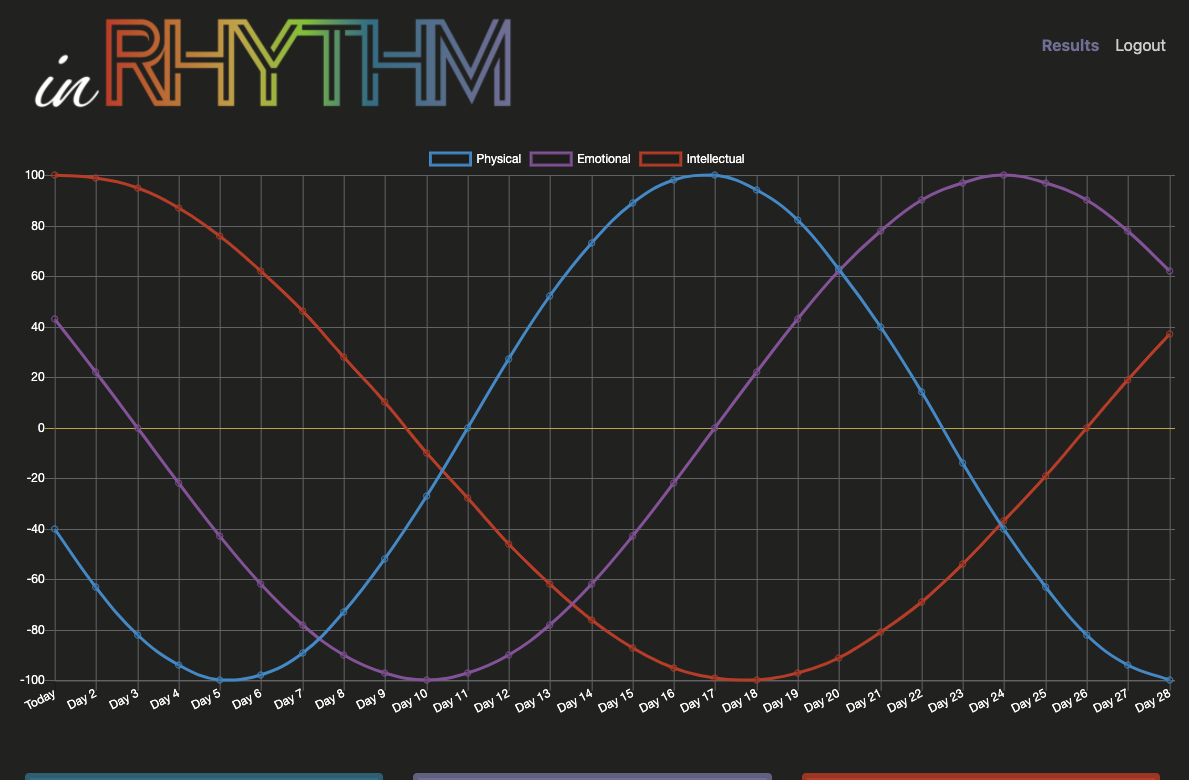 in RHYTHM
Results Logout
Physical Emotional Intellectual
100
80
60
40
20
0
-20
-40
-60
-80
-100
Today Day 2 Day 3 Day 4 Day 5 Day 6 Day 7 Day 8 Day 9 Day 10 Day 11 Day 12 Day 13 Day 14 Day 15 Day 16 Day 17 Day 18 Day 19 Day 20 Day 21 Day 22 Day 23 Day 24 Day 25 Day 26 Day 27 Day 28